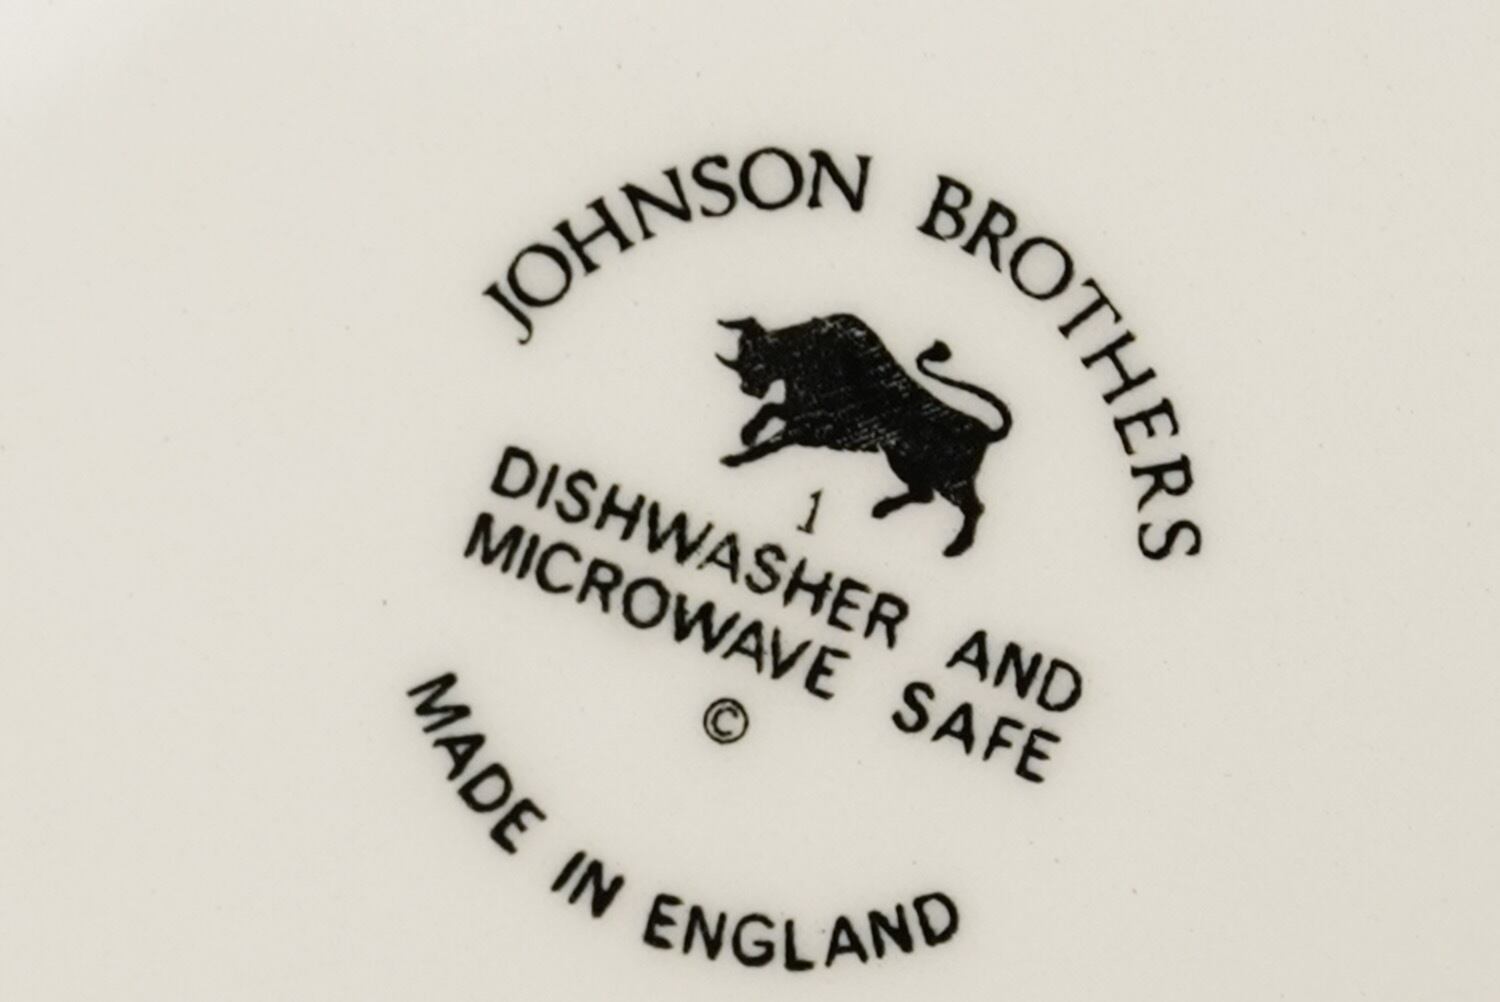 JOHNSON BROTHERS
1
DISHWASHER AND
MICROWAVE SAFE
©
MADE IN ENGLAND